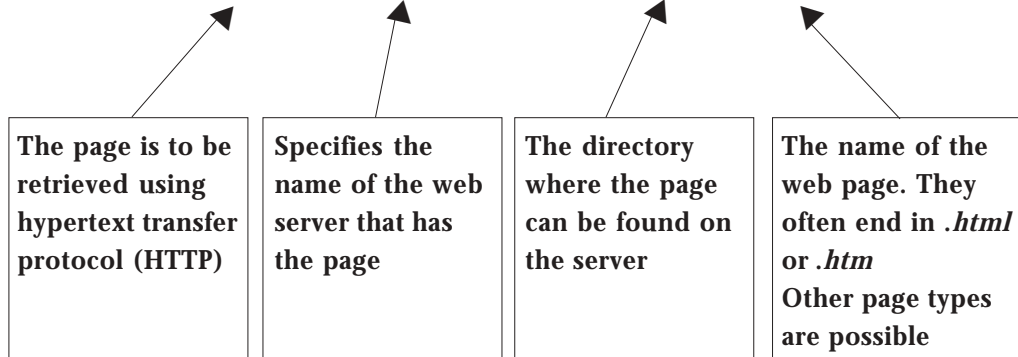 The page is to be
retrieved using
hypertext transfer
protocol (HTTP)
Specifies the
name of the web
server that has
the page
The directory
where the page
can be found on
the server
The name of the
web page. They
often end in .html
or .htm
Other page types
are possible